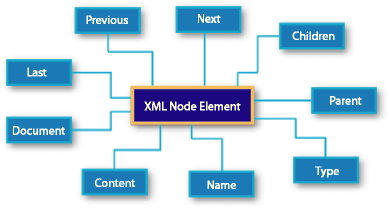 Previous
Next
Children
Last
XML Node Element
Parent
Document
Content
Name
Type